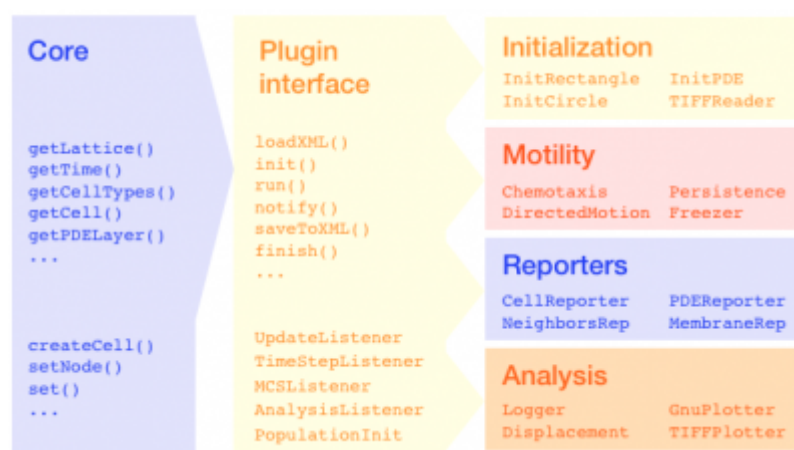 Core
getLattice()
getTime()
getCellTypes()
getCell()
getPDELayer()
...
createCell()
setNode()
set()
...
Plugin
interface
loadXML()
init()
run()
notify()
saveToXML()
finish()
...
UpdateListener
TimeStepListener
MCSListener
AnalysisListener
PopulationInit
Initialization
InitRectangle InitPDE
InitCircle TIFFReader
Motility
Chemotaxis Persistence
DirectedMotion Freezer
Reporters
CellReporter PDEReporter
NeighborsRep MembraneRep
Analysis
Logger GnuPlotter
Displacement TIFFPlotter